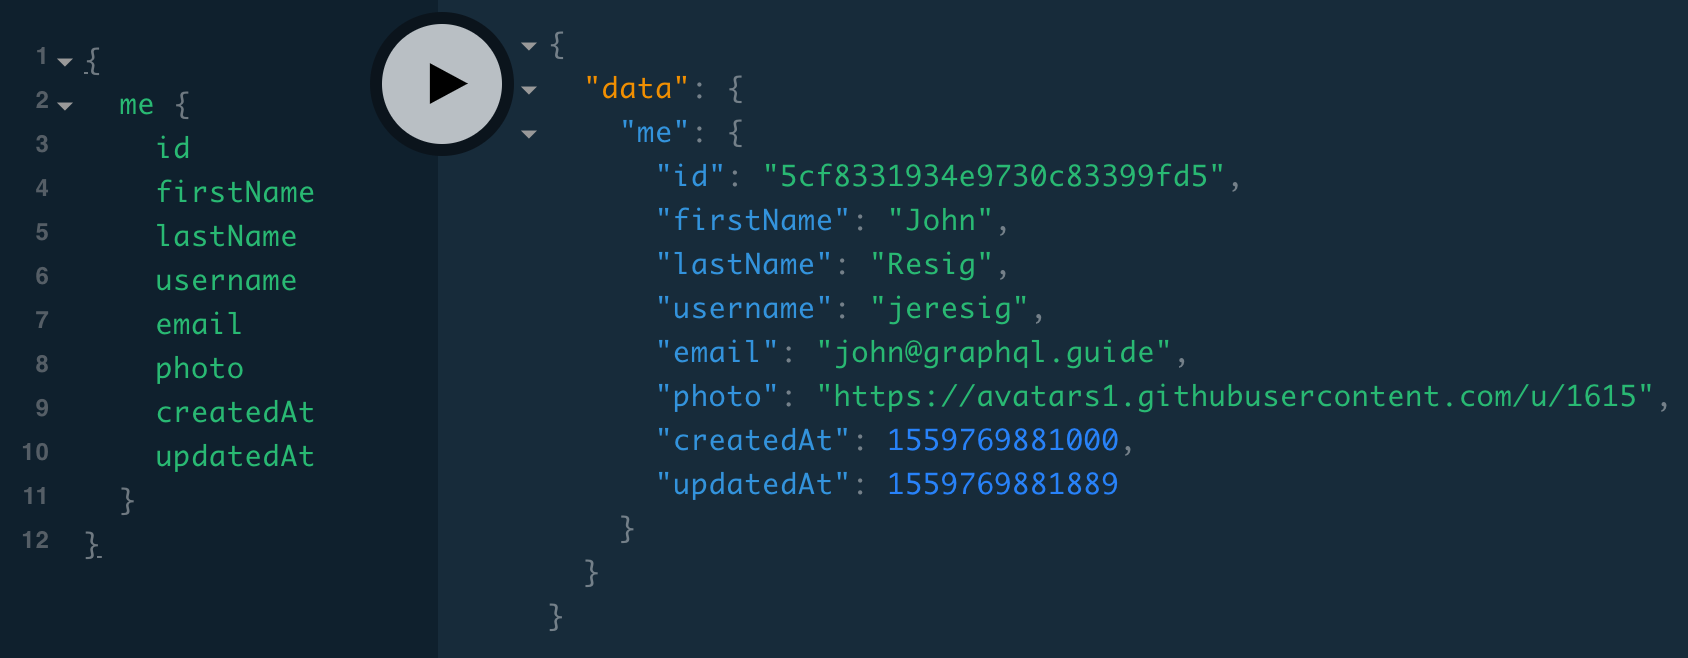 1 {
2 me {
3 id
4 firstName
5 lastName
6 username
7 email
8 photo
9 createdAt
10 updatedAt
11 }
12 }
{
"data": {
"me": {
"id": "5cf8331934e9730c83399fd5",
"firstName": "John",
"lastName": "Resig",
"username": "jeresig",
"email": "john@graphql.guide",
"photo": "https://avatars1.githubusercontent.com/u/1615",
"createdAt": 1559769881000,
"updatedAt": 1559769881889
}
}
}